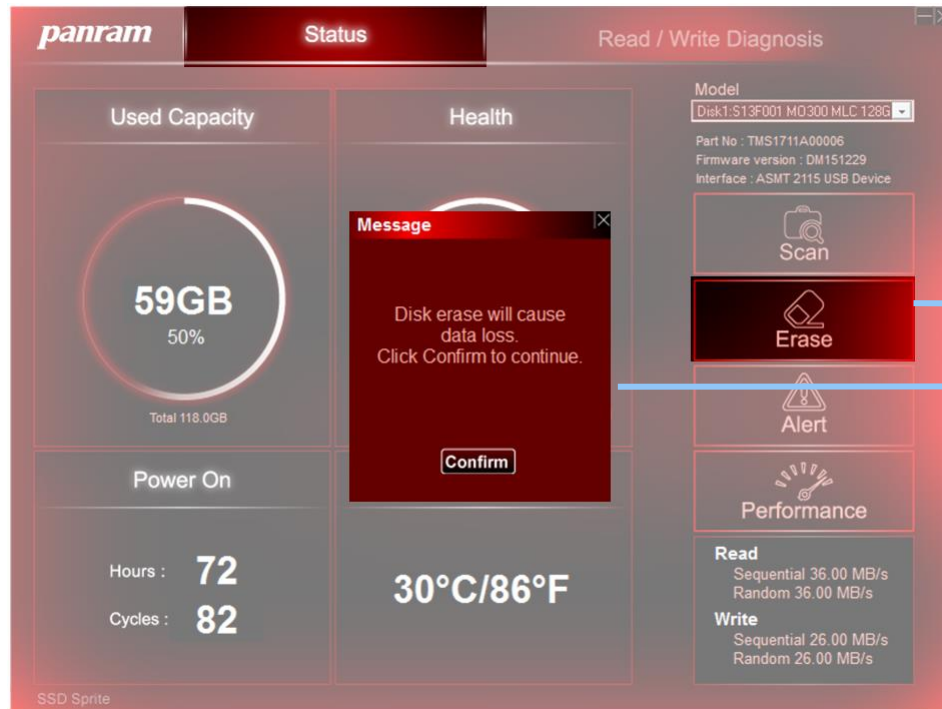 panram
Status
Read / Write Diagnosis
Used Capacity
59GB
50%
Total 118.0GB
Health
Message
Disk erase will cause
data loss.
Click Confirm to continue.
Confirm
Power On
Hours : 72
Cycles : 82
30°C/86°F
Model
Disk1:S13F001 MO300 MLC 128G
Part No : TMS1711A00006
Firmware version : DM151229
Interface : ASMT 2115 USB Device
Scan
Erase
Alert
Performance
Read
Sequential 36.00 MB/s
Random 36.00 MB/s
Write
Sequential 26.00 MB/s
Random 26.00 MB/s
SSD Sprite